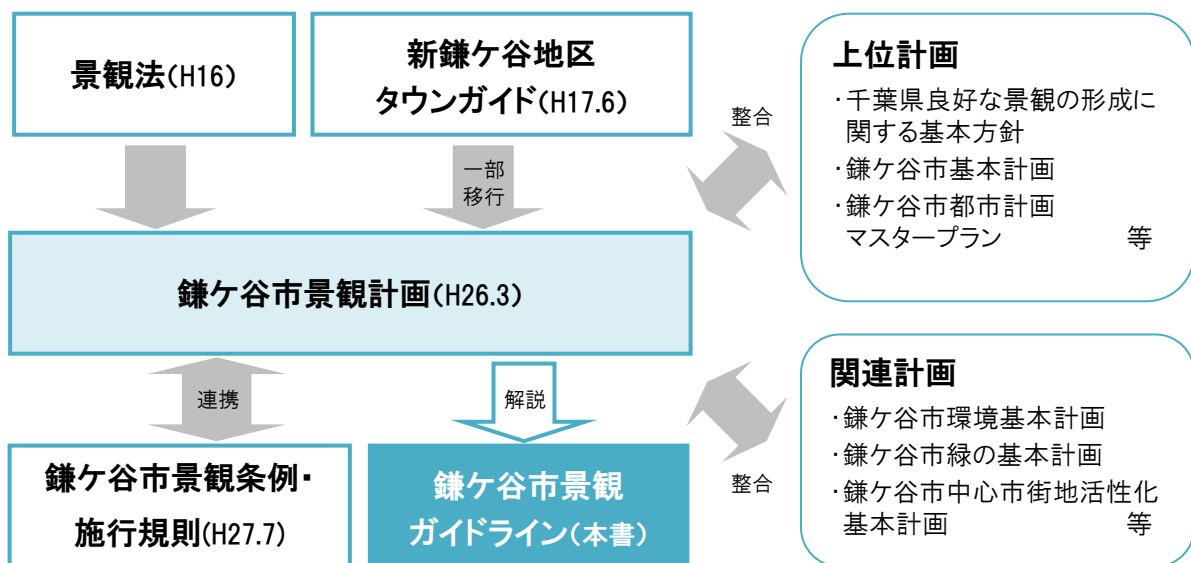 景観法(H16)
新鎌ケ谷地区
タウンガイド(H17.6)
整合
上位計画
・千葉県良好な景観の形成に
関する基本方針
・鎌ケ谷市基本計画
・鎌ケ谷市都市計画
マスタープラン 等
一部
移行
鎌ケ谷市景観計画(H26.3)
連携
解説
整合
関連計画
・鎌ケ谷市環境基本計画
・鎌ケ谷市緑の基本計画
・鎌ケ谷市中心市街地活性化
基本計画 等
鎌ケ谷市景観条例・
施行規則(H27.7)
鎌ケ谷市景観
ガイドライン(本書)